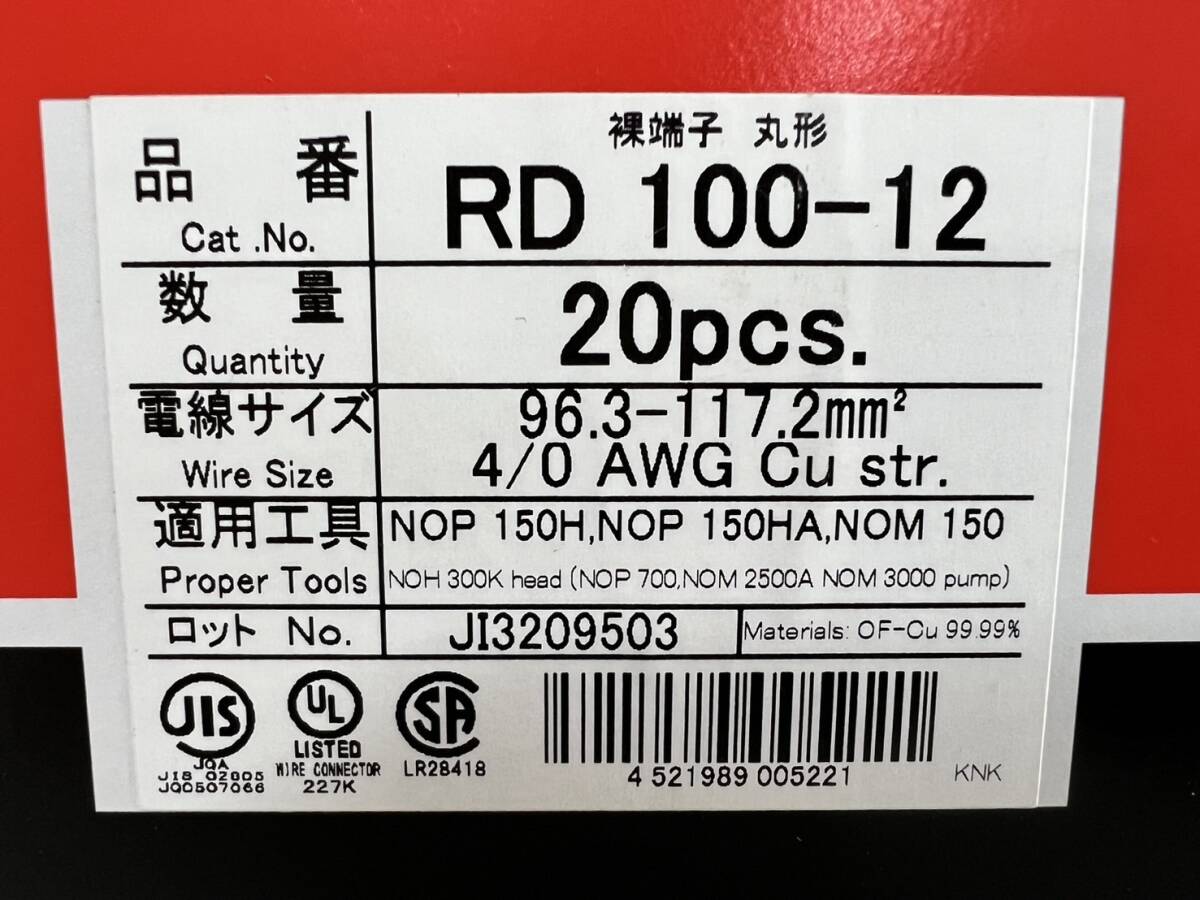 裸端子 丸形
品番 RD 100-12
Cat .No.
数量 20pcs.
Quantity
電線サイズ 96.3-117.2mm²
Wire Size 4/0 AWG Cu str.
適用工具 NOP 150H,NOP 150HA,NOM 150
Proper Tools NOH 300K head (NOP 700,NOM 2500A NOM 3000 pump)
ロット No. JI3209503 Materials: OF-Cu 99.99%
JIS UL SA
LISTED
JQA WIRE CONNECTOR LR28418
JIS C2805 227K 4 521989 005221 KNK
JQ0507066